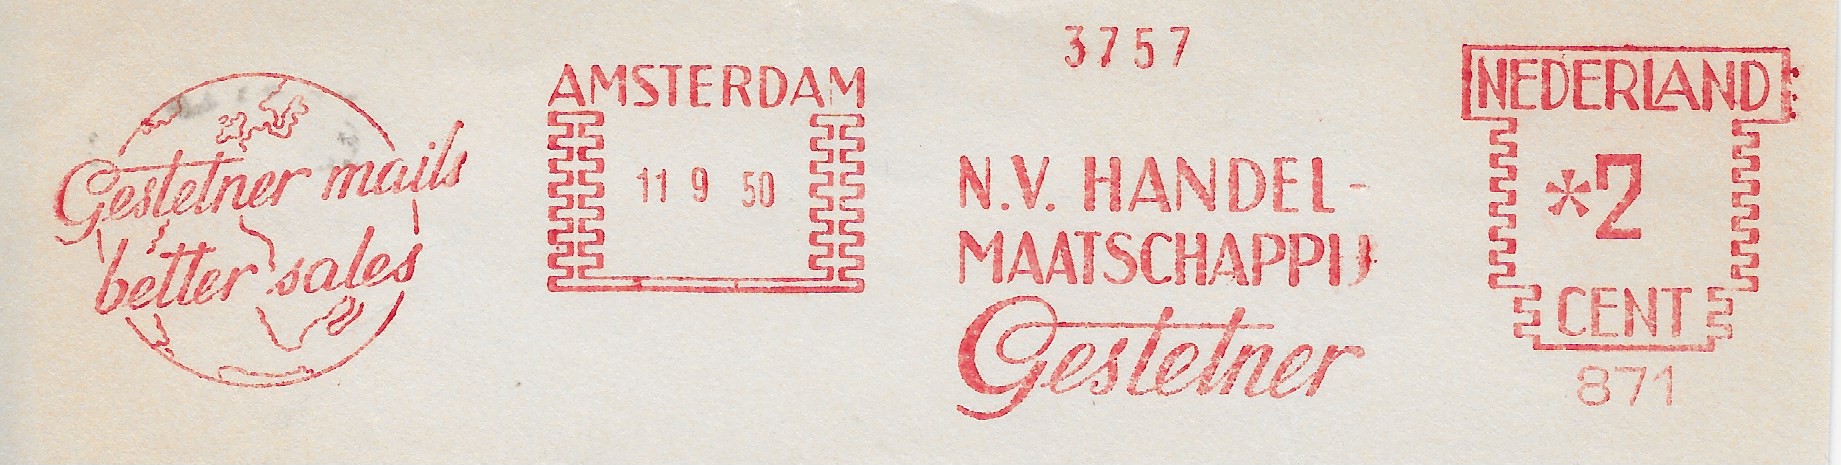 Gestetner mails
better sales
AMSTERDAM
11 9 50
3757
N.V. HANDEL-
MAATSCHAPPIJ
Gestetner
NEDERLAND
*2
CENT
871